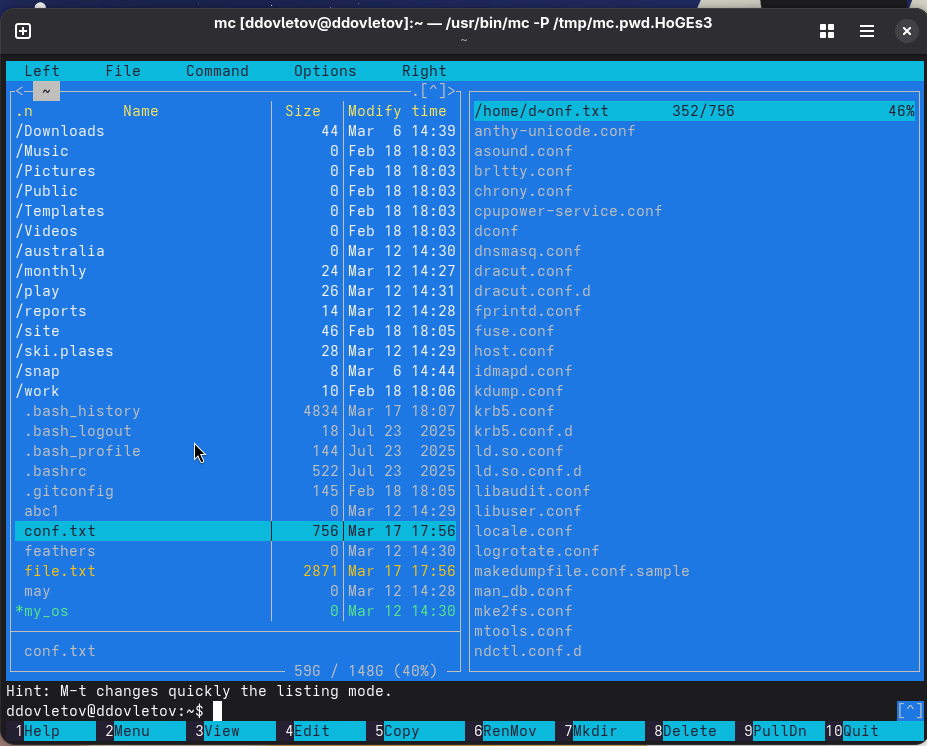 mc [ddovletov@ddovletov]:~ — /usr/bin/mc -P /tmp/mc.pwd.HoGEs3
~
Left File Command Options Right
<─ ~ .[^]>
.n Name Size Modify time
/Downloads 44 Mar 6 14:39
/Music 0 Feb 18 18:03
/Pictures 0 Feb 18 18:03
/Public 0 Feb 18 18:03
/Templates 0 Feb 18 18:03
/Videos 0 Feb 18 18:03
/australia 0 Mar 12 14:30
/monthly 24 Mar 12 14:27
/play 26 Mar 12 14:31
/reports 14 Mar 12 14:28
/site 46 Feb 18 18:05
/ski.plases 28 Mar 12 14:29
/snap 8 Mar 6 14:44
/work 10 Feb 18 18:06
.bash_history 4834 Mar 17 18:07
.bash_logout 18 Jul 23 2025
.bash_profile 144 Jul 23 2025
.bashrc 522 Jul 23 2025
.gitconfig 145 Feb 18 18:05
abc1 0 Mar 12 14:29
conf.txt 756 Mar 17 17:56
feathers 0 Mar 12 14:30
file.txt 2871 Mar 17 17:56
may 0 Mar 12 14:28
*my_os 0 Mar 12 14:30
conf.txt
59G / 148G (40%)
/home/d~onf.txt 352/756 46%
anthy-unicode.conf
asound.conf
brltty.conf
chrony.conf
cpupower-service.conf
dconf
dnsmasq.conf
dracut.conf
dracut.conf.d
fprintd.conf
fuse.conf
host.conf
idmapd.conf
kdump.conf
krb5.conf
krb5.conf.d
ld.so.conf
ld.so.conf.d
libaudit.conf
libuser.conf
locale.conf
logrotate.conf
makedumpfile.conf.sample
man_db.conf
mke2fs.conf
mtools.conf
ndctl.conf.d
Hint: M-t changes quickly the listing mode.
ddovletov@ddovletov:~$ [^]
1Help 2Menu 3View 4Edit 5Copy 6RenMov 7Mkdir 8Delete 9PullDn 10Quit